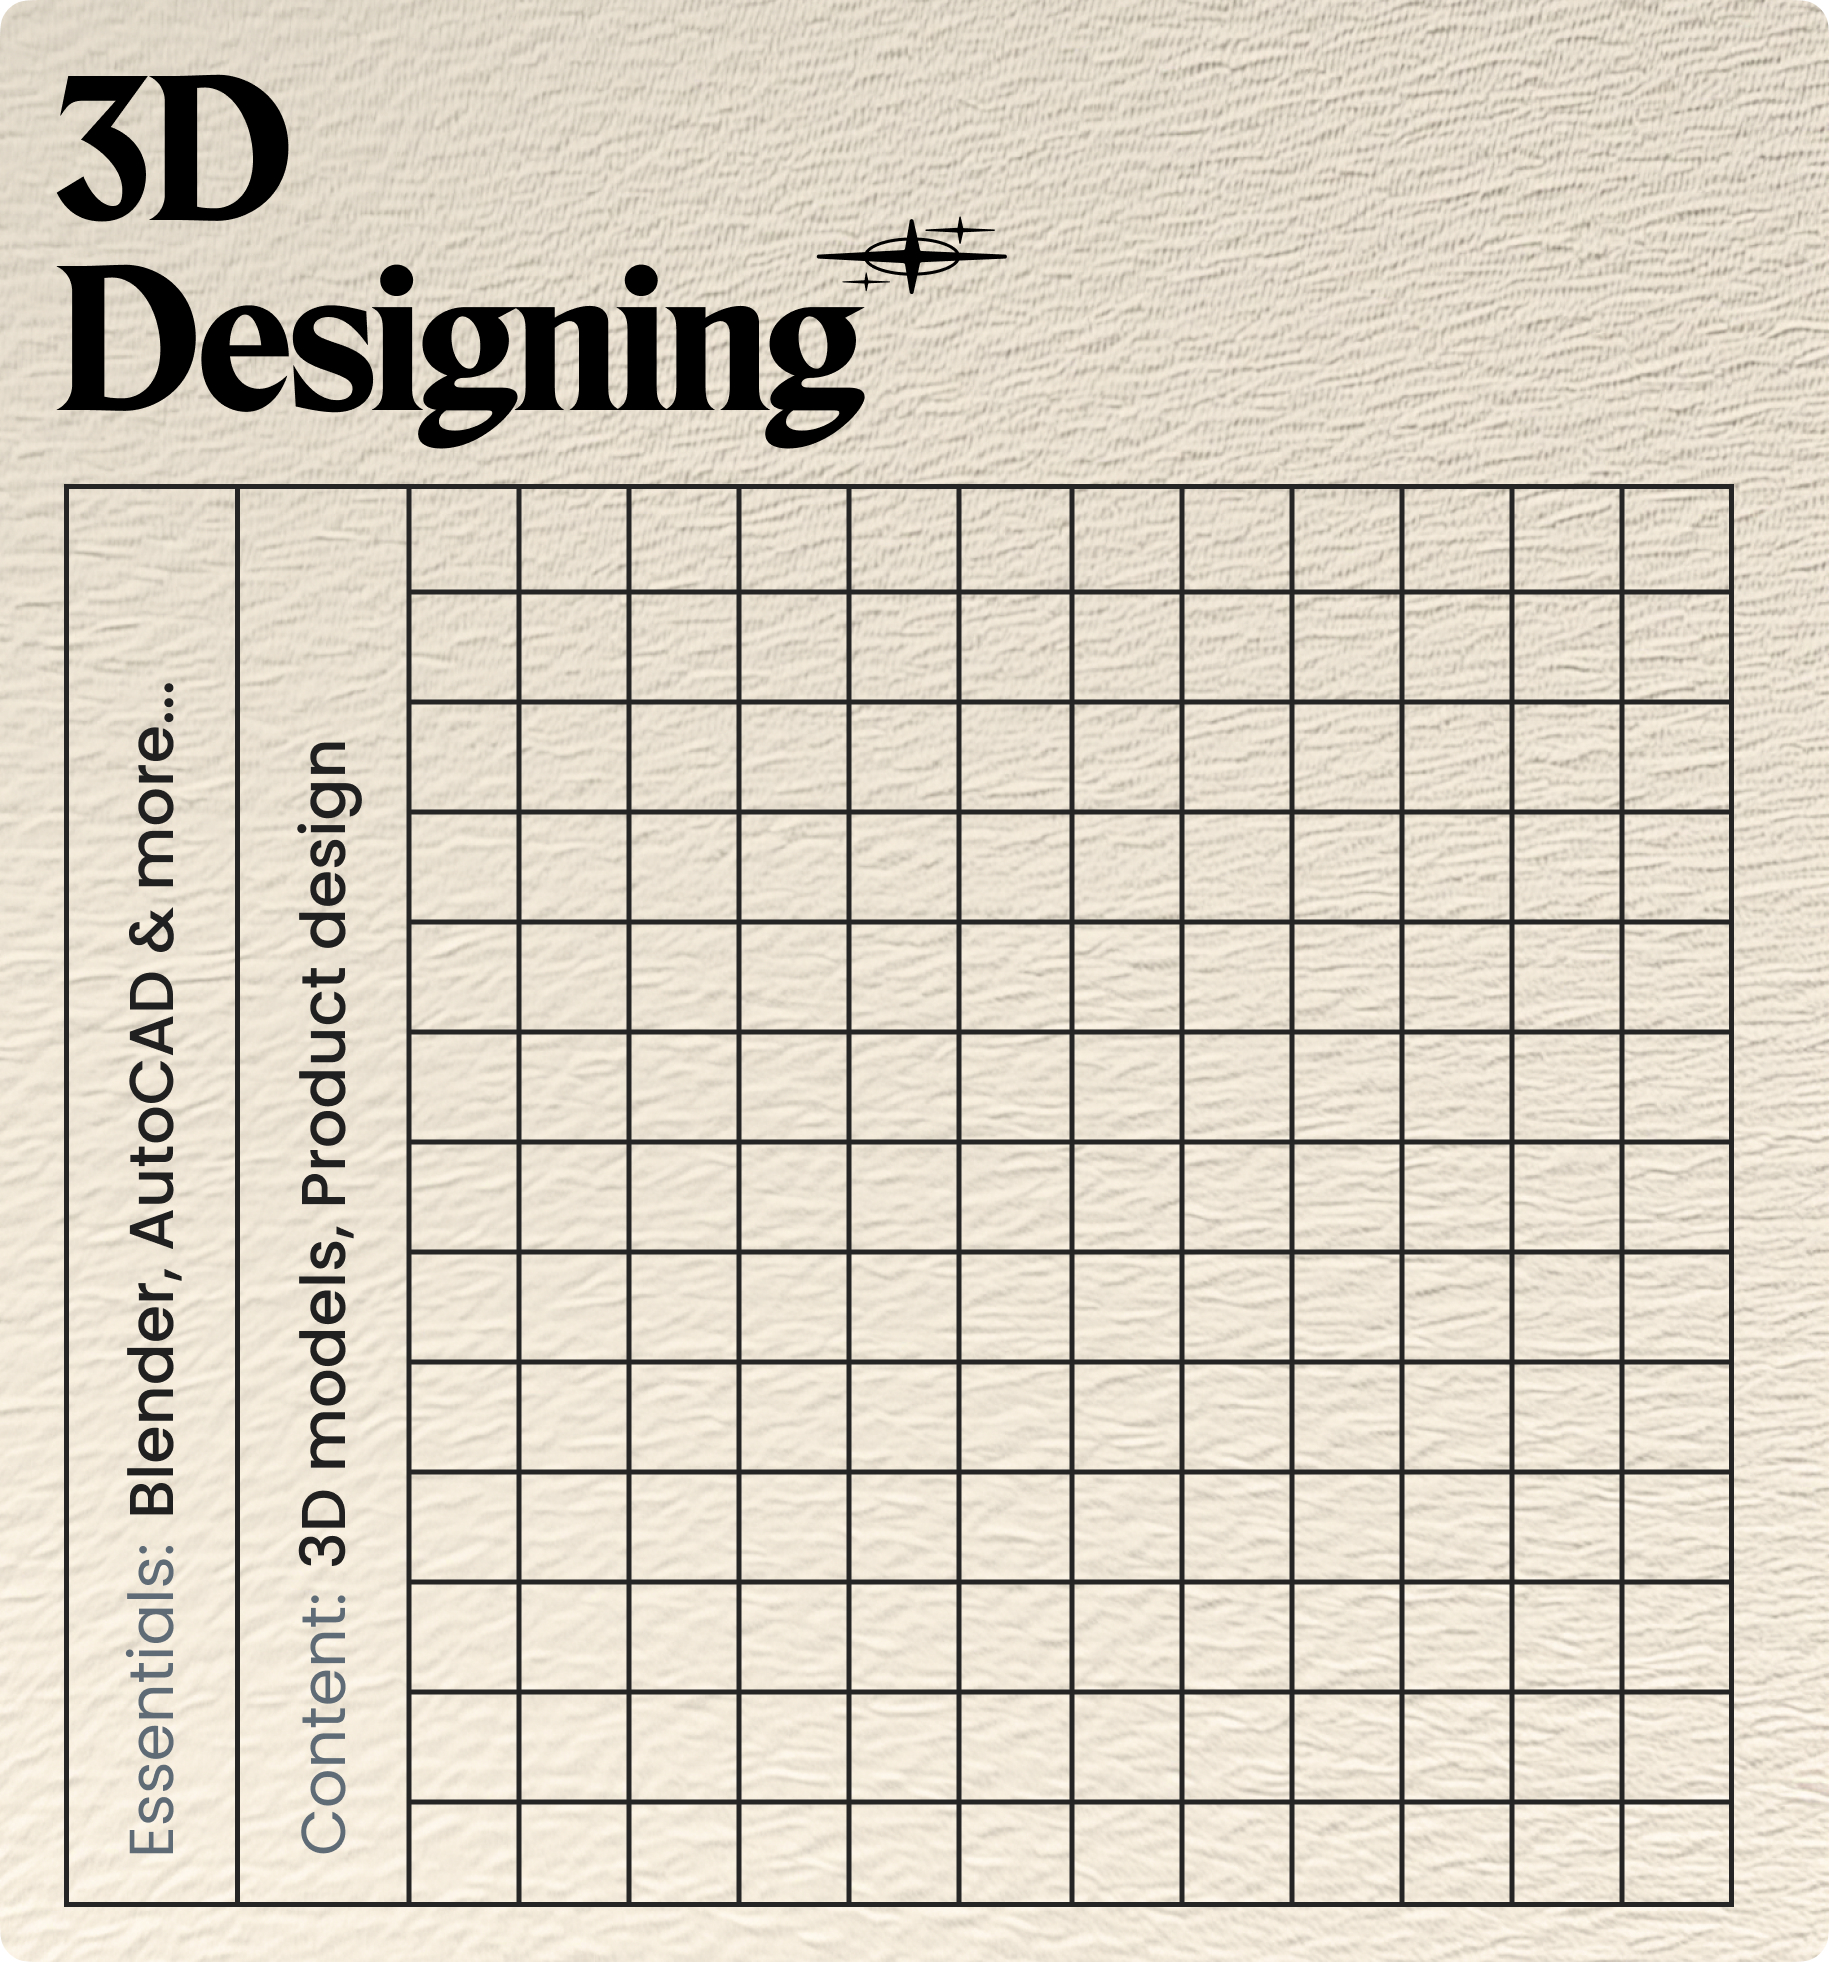 3D
Designing
Essentials: Blender, AutoCAD & more...
Content: 3D models, Product design